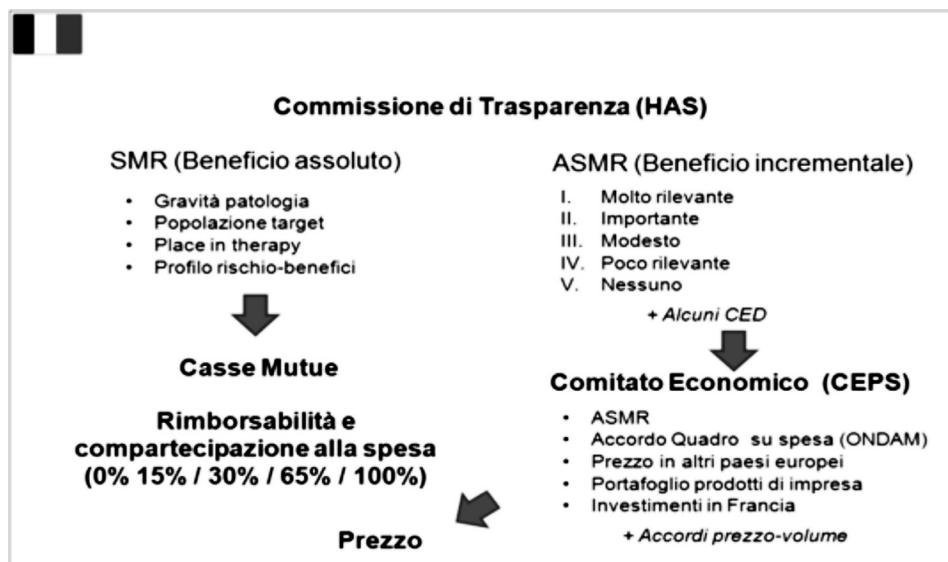 Commissione di Trasparenza (HAS)
SMR (Beneficio assoluto)
• Gravità patologia
• Popolazione target
• Place in therapy
• Profilo rischio-benefici
Casse Mutue
Rimborsabilità e
compartecipazione alla spesa
(0% 15% / 30% / 65% / 100%)
ASMR (Beneficio incrementale)
I. Molto rilevante
II. Importante
III. Modesto
IV. Poco rilevante
V. Nessuno
+ Alcuni CED
Comitato Economico (CEPS)
• ASMR
• Accordo Quadro su spesa (ONDAM)
• Prezzo in altri paesi europei
• Portafoglio prodotti di impresa
• Investimenti in Francia
+ Accordi prezzo-volume
Prezzo